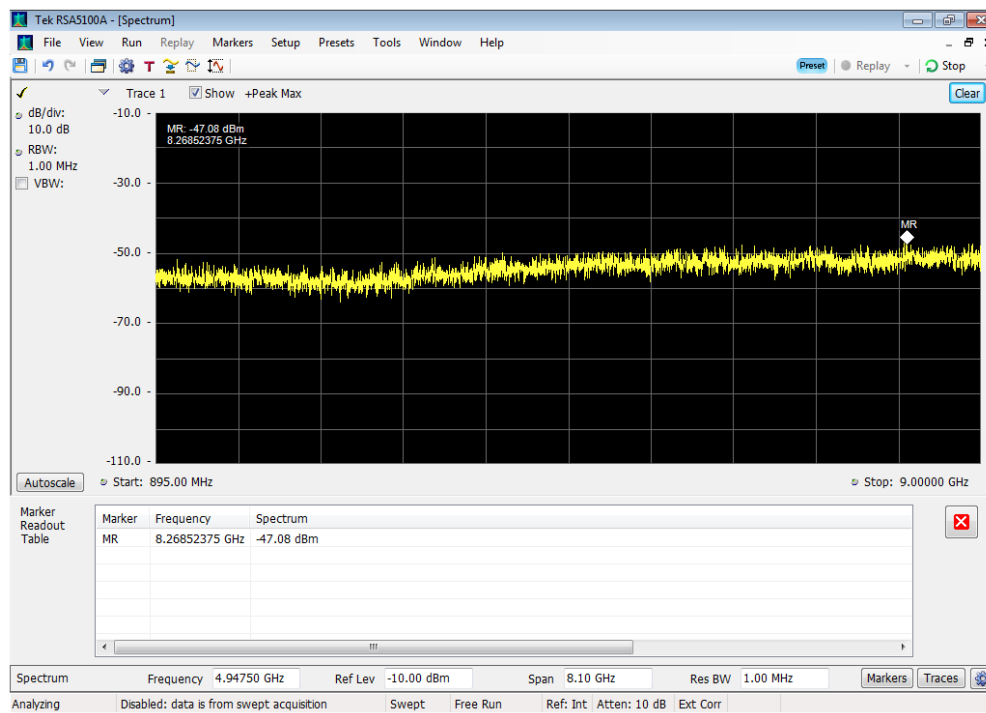 Tek RSA5100A - [Spectrum]
File View Run Replay Markers Setup Presets Tools Window Help
T Preset Replay Stop
Trace 1 Show +Peak Max Clear
dB/div:
10.0 dB
RBW:
1.00 MHz
VBW:
-10.0 -
-30.0 -
-50.0 -
-70.0 -
-90.0 -
-110.0 -
MR: -47.08 dBm
8.26852375 GHz
MR
Autoscale Start: 895.00 MHz Stop: 9.00000 GHz
Marker
Readout
Table
Marker Frequency Spectrum
MR 8.26852375 GHz -47.08 dBm
Spectrum Frequency 4.94750 GHz Ref Lev -10.00 dBm Span 8.10 GHz Res BW 1.00 MHz Markers Traces
Analyzing Disabled: data is from swept acquisition Swept Free Run Ref: Int Atten: 10 dB Ext Corr